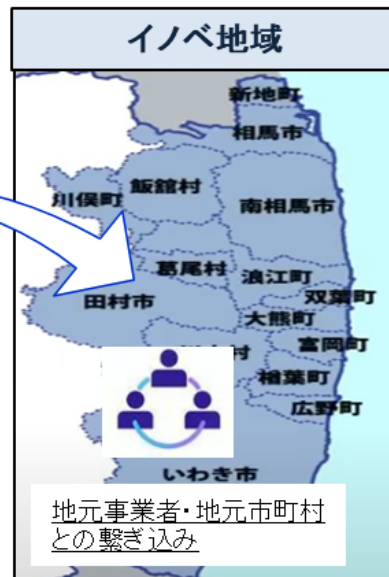 イノベ地域
新地町
相馬市
飯舘村
川俣町
南相馬市
葛尾村
浪江町
田村市
双葉町
大熊町
富岡町
村
楢葉町
広野町
いわき市
地元事業者・地元市町村
との繋ぎ込み